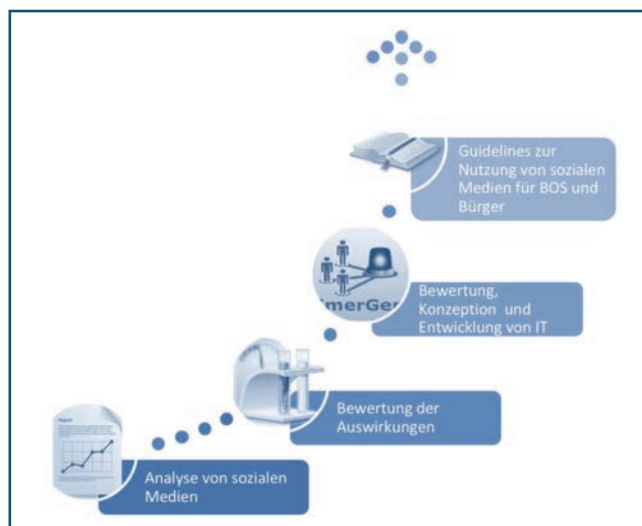 Guidelines zur
Nutzung von sozialen
Medien für BOS und
Bürger
merGen
Bewertung,
Konzeption und
Entwicklung von IT
Bewertung der
Auswirkungen
Analyse von sozialen
Medien